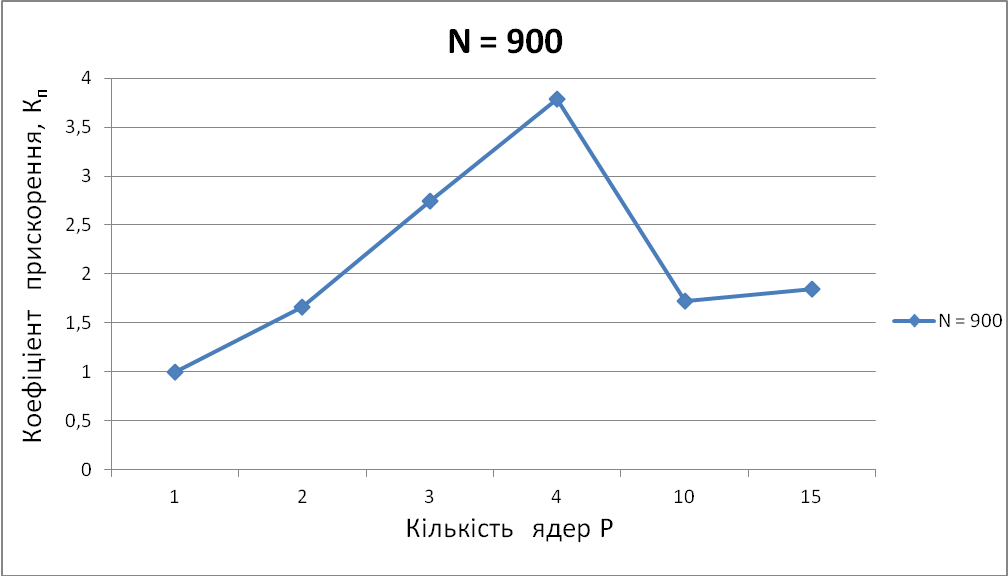 N = 900
Коефіцієнт прискорення, Кп
4
3,5
3
2,5
2
1,5
1
0,5
0
1 2 3 4 10 15
Кількість ядер Р
N = 900